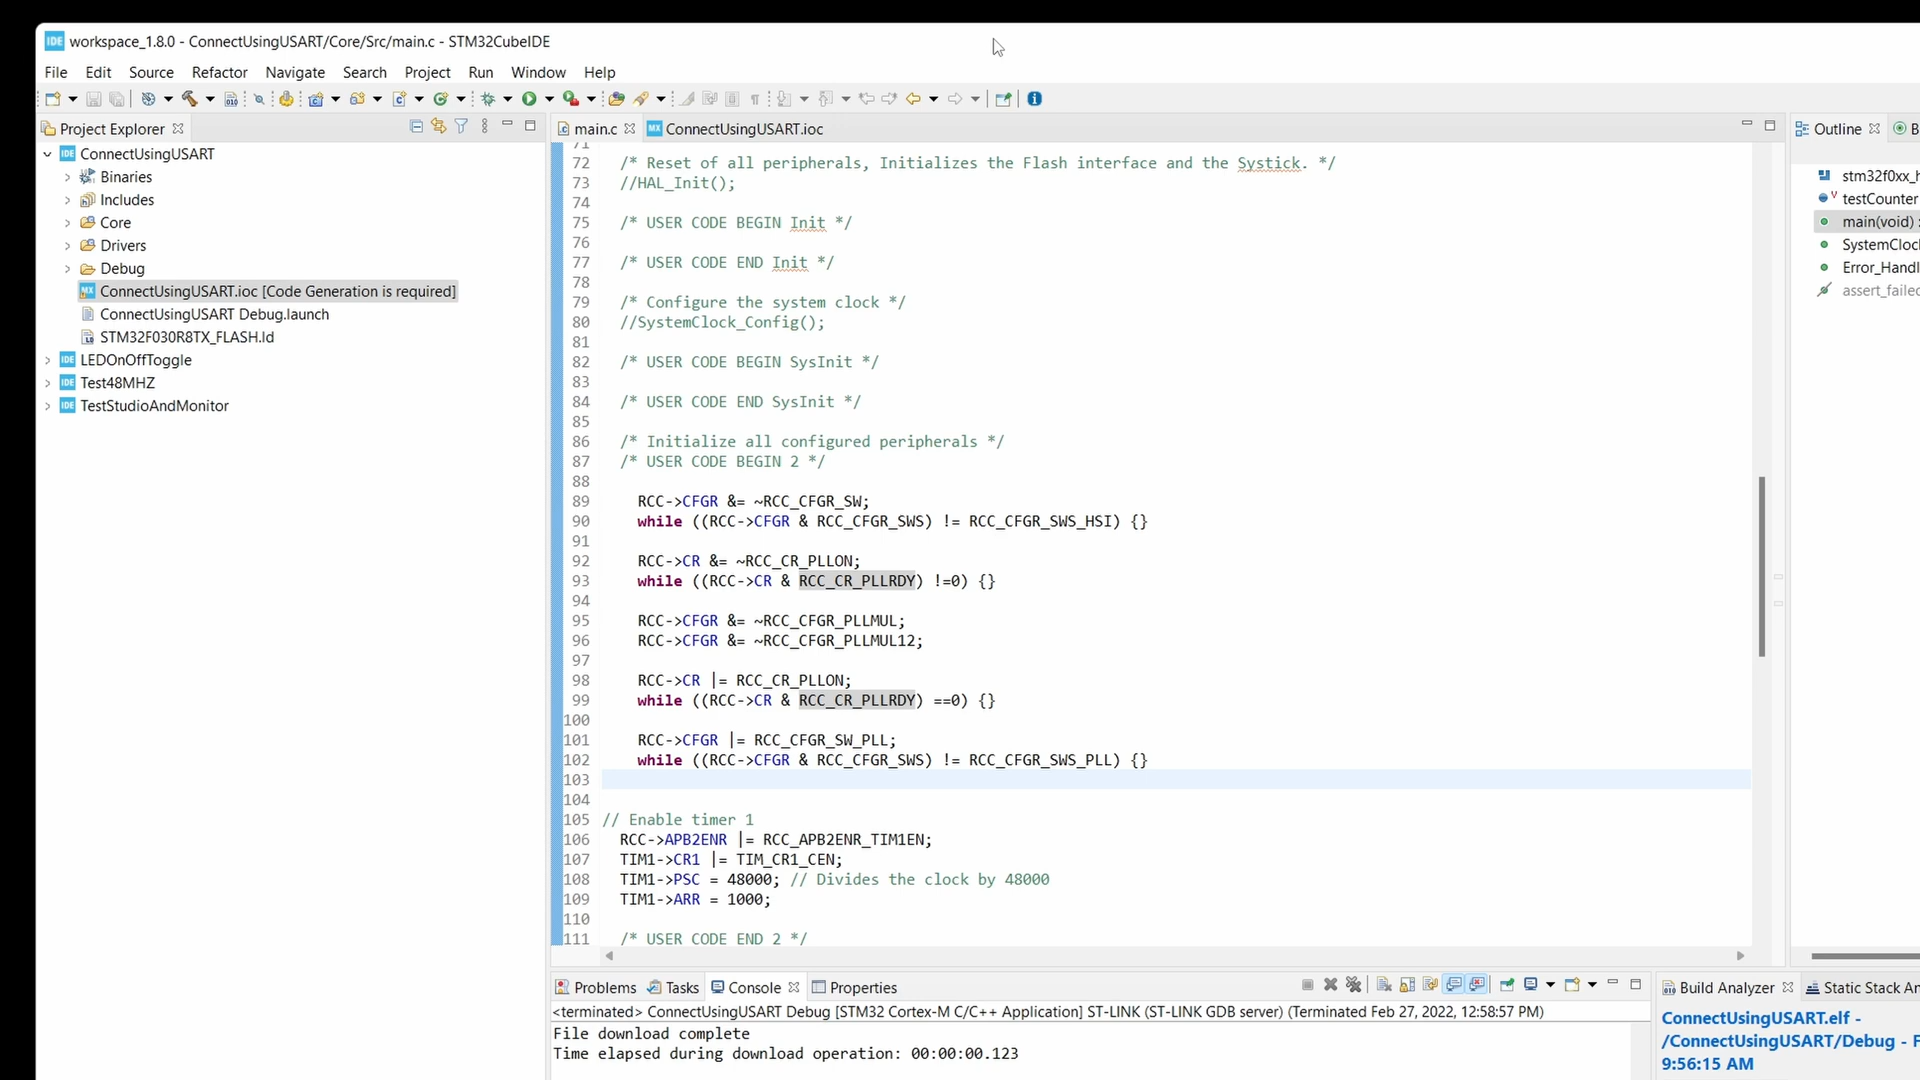 IDE workspace_1.8.0 - ConnectUsingUSART/Core/Src/main.c - STM32CubeIDE
File Edit Source Refactor Navigate Search Project Run Window Help
Project Explorer
main.c
MX ConnectUsingUSART.ioc
Outline
ConnectUsingUSART
Binaries
Includes
Core
Drivers
Debug
ConnectUsingUSART.ioc [Code Generation is required]
ConnectUsingUSART Debug.launch
STM32F030R8TX_FLASH.ld
LEDOnOffToggle
Test48MHZ
TestStudioAndMonitor
71
72 /* Reset of all peripherals, Initializes the Flash interface and the Systick. */
73 //HAL_Init();
74
75 /* USER CODE BEGIN Init */
76
77 /* USER CODE END Init */
78
79 /* Configure the system clock */
80 //SystemClock_Config();
81
82 /* USER CODE BEGIN SysInit */
83
84 /* USER CODE END SysInit */
85
86 /* Initialize all configured peripherals */
87 /* USER CODE BEGIN 2 */
88
89 RCC->CFGR &= ~RCC_CFGR_SW;
90 while ((RCC->CFGR & RCC_CFGR_SWS) != RCC_CFGR_SWS_HSI) {}
91
92 RCC->CR &= ~RCC_CR_PLLON;
93 while ((RCC->CR & RCC_CR_PLLRDY) !=0) {}
94
95 RCC->CFGR &= ~RCC_CFGR_PLLMUL;
96 RCC->CFGR &= ~RCC_CFGR_PLLMUL12;
97
98 RCC->CR |= RCC_CR_PLLON;
99 while ((RCC->CR & RCC_CR_PLLRDY) ==0) {}
100
101 RCC->CFGR |= RCC_CFGR_SW_PLL;
102 while ((RCC->CFGR & RCC_CFGR_SWS) != RCC_CFGR_SWS_PLL) {}
103
104
105 // Enable timer 1
106 RCC->APB2ENR |= RCC_APB2ENR_TIM1EN;
107 TIM1->CR1 |= TIM_CR1_CEN;
108 TIM1->PSC = 48000; // Divides the clock by 48000
109 TIM1->ARR = 1000;
110
111 /* USER CODE END 2 */
stm32f0xx_h
testCounter
main(void) :
SystemCloc
Error_Handl
assert_failed
Problems Tasks Console Properties
<terminated> ConnectUsingUSART Debug [STM32 Cortex-M C/C++ Application] ST-LINK (ST-LINK GDB server) (Terminated Feb 27, 2022, 12:58:57 PM)
File download complete
Time elapsed during download operation: 00:00:00.123
Build Analyzer Static Stack An
ConnectUsingUSART.elf -
/ConnectUsingUSART/Debug - F
9:56:15 AM